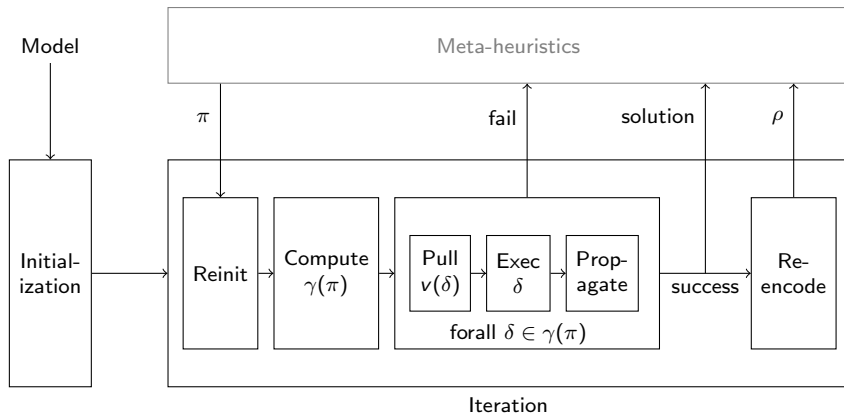 Meta-heuristics
Model
π
fail
solution
ρ
Initial-
ization
Reinit
Compute
γ(π)
Pull
v(δ)
Exec
δ
Prop-
agate
forall δ ∈ γ(π)
success
Re-
encode
Iteration